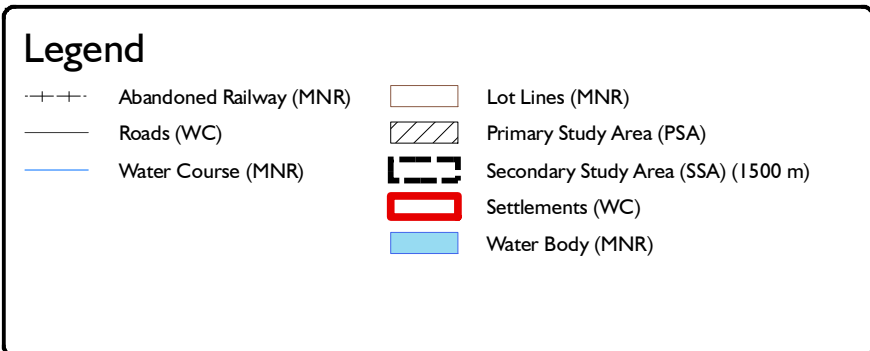 Legend
Abandoned Railway (MNR)
Roads (WC)
Water Course (MNR)
Lot Lines (MNR)
Primary Study Area (PSA)
Secondary Study Area (SSA) (1500 m)
Settlements (WC)
Water Body (MNR)